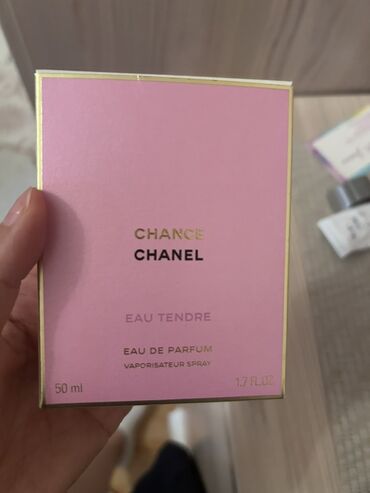 CHANCE
CHANEL
EAU TENDRE
EAU DE PARFUM
VAPORISATEUR SPRAY
50 ml 1.7 FL.OZ.